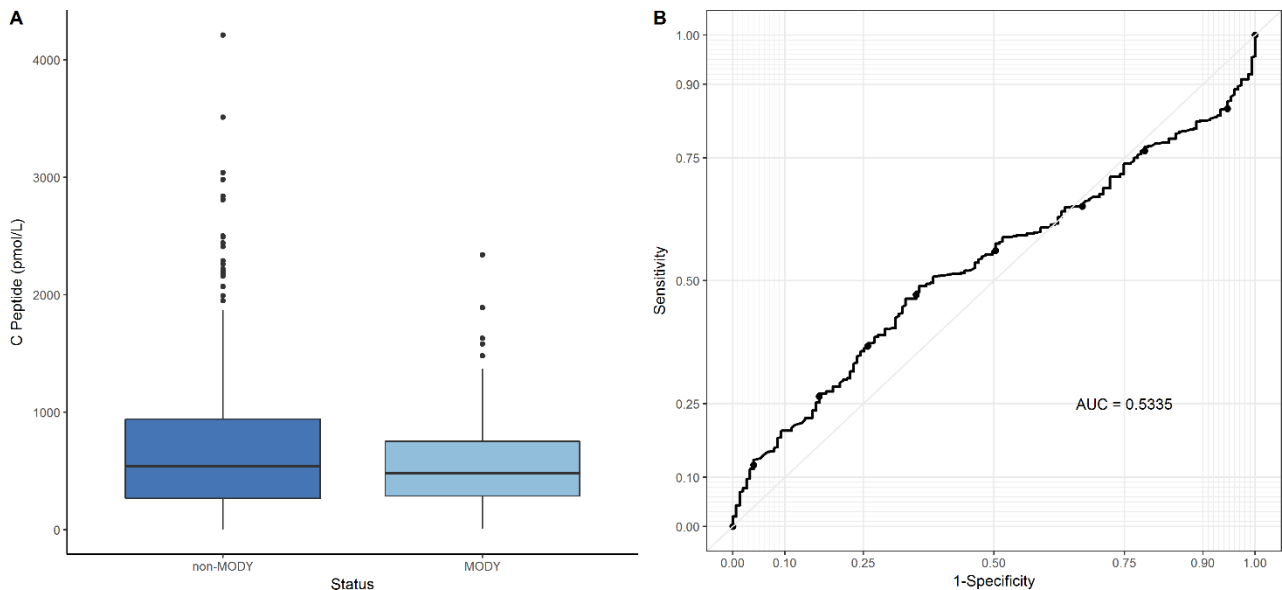 A
4000
3000
2000
1000
0
C Peptide (pmol/L)
non-MODY
MODY
Status
B
1.00
0.90
0.75
0.50
0.25
0.10
0.00
Sensitivity
AUC = 0.5335
0.00 0.10 0.25 0.50 0.75 0.90 1.00
1-Specificity